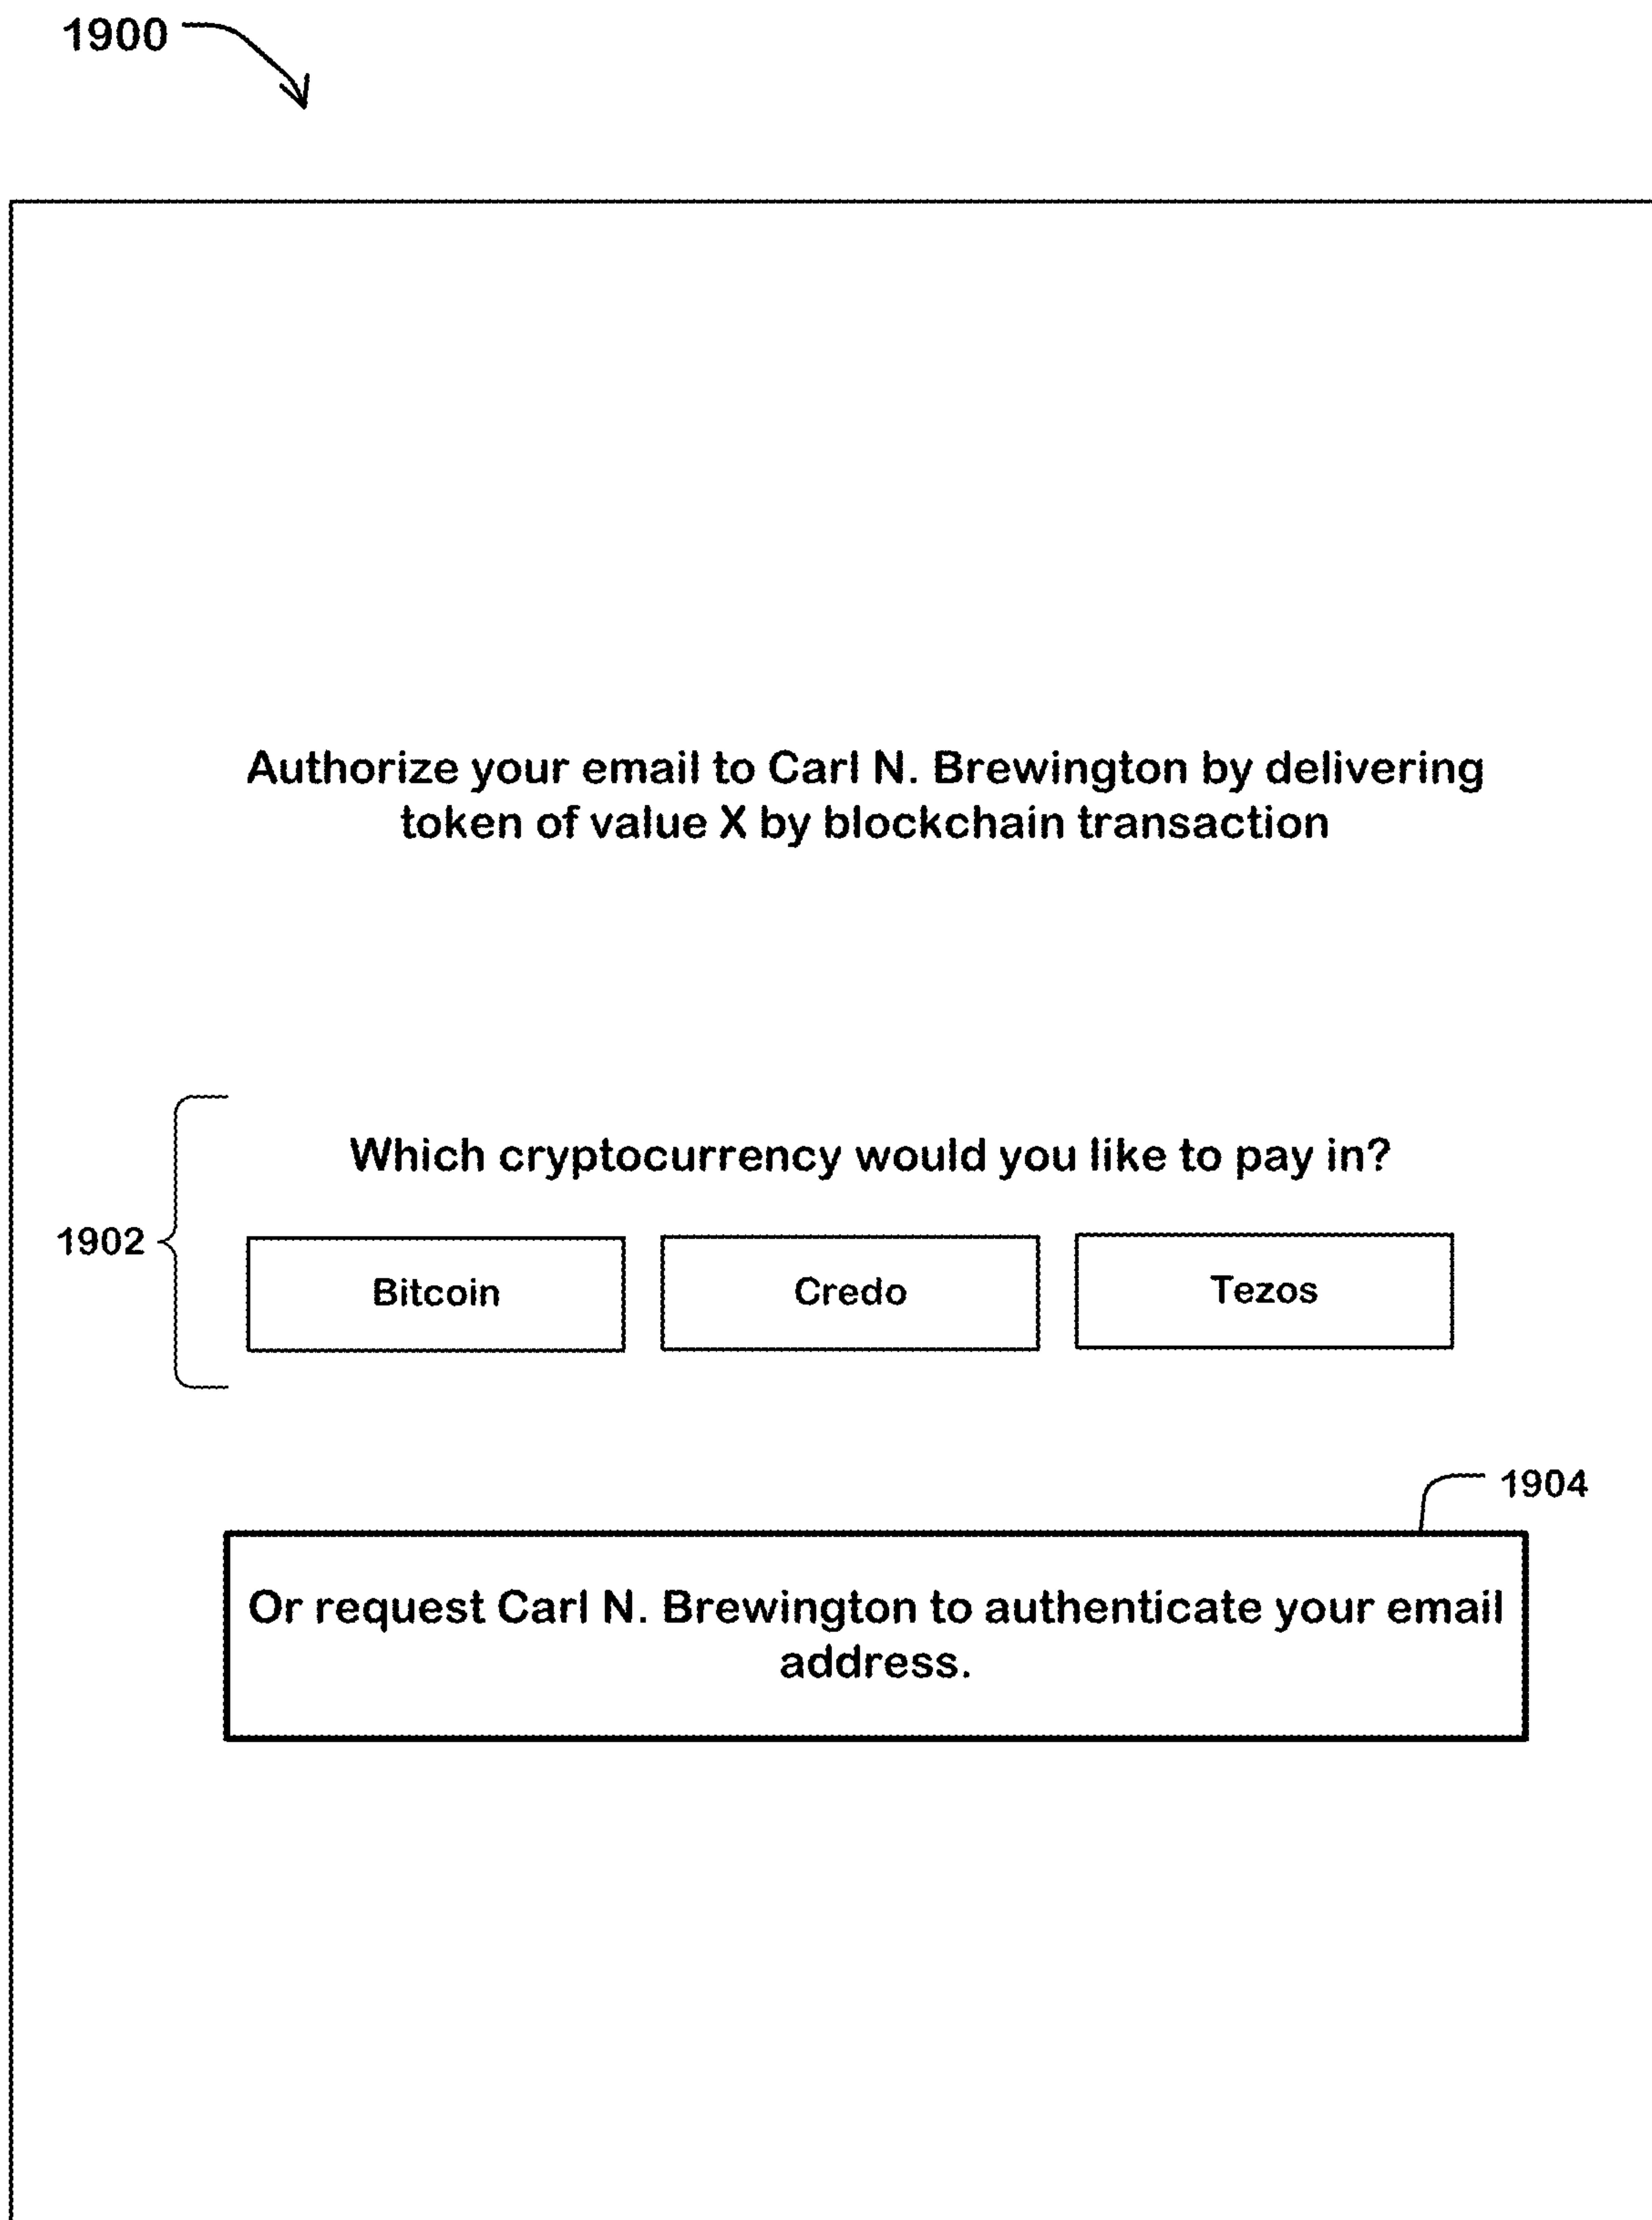 1900
Authorize your email to Carl N. Brewington by delivering
token of value X by blockchain transaction
Which cryptocurrency would you like to pay in?
1902
Bitcoin Credo Tezos
1904
Or request Carl N. Brewington to authenticate your email
address.